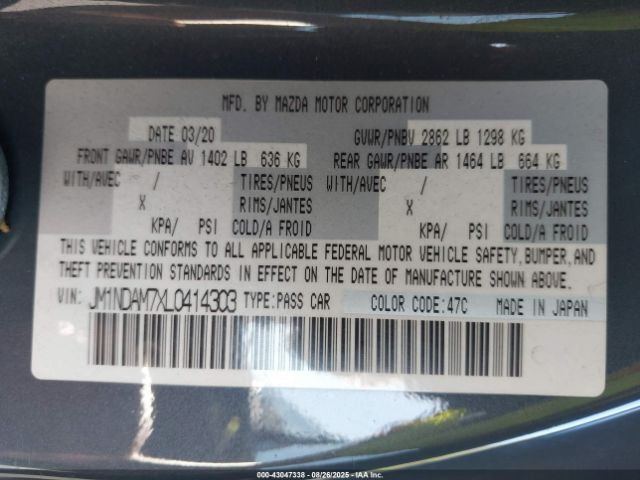 MFD. BY MAZDA MOTOR CORPORATION
DATE 03/20 GVWR/PNBV 2862 LB 1298 KG
FRONT GAWR/PNBE AV 1402 LB 636 KG REAR GAWR/PNBE AR 1464 LB 664 KG
WITH/AVEC / TIRES/PNEUS WITH/AVEC / TIRES/PNEUS
X RIMS/JANTES X RIMS/JANTES
KPA/ PSI COLD/A FROID KPA/ PSI COLD/A FROID
THIS VEHICLE CONFORMS TO ALL APPLICABLE FEDERAL MOTOR VEHICLE SAFETY, BUMPER, AND
THEFT PREVENTION STANDARDS IN EFFECT ON THE DATE OF MANUFACTURE SHOWN ABOVE.
VIN: JM1NDAM7XL0414303 TYPE:PASS CAR COLOR CODE:47C MADE IN JAPAN
000-43047338 - 08/26/2025 - IAAI.COM